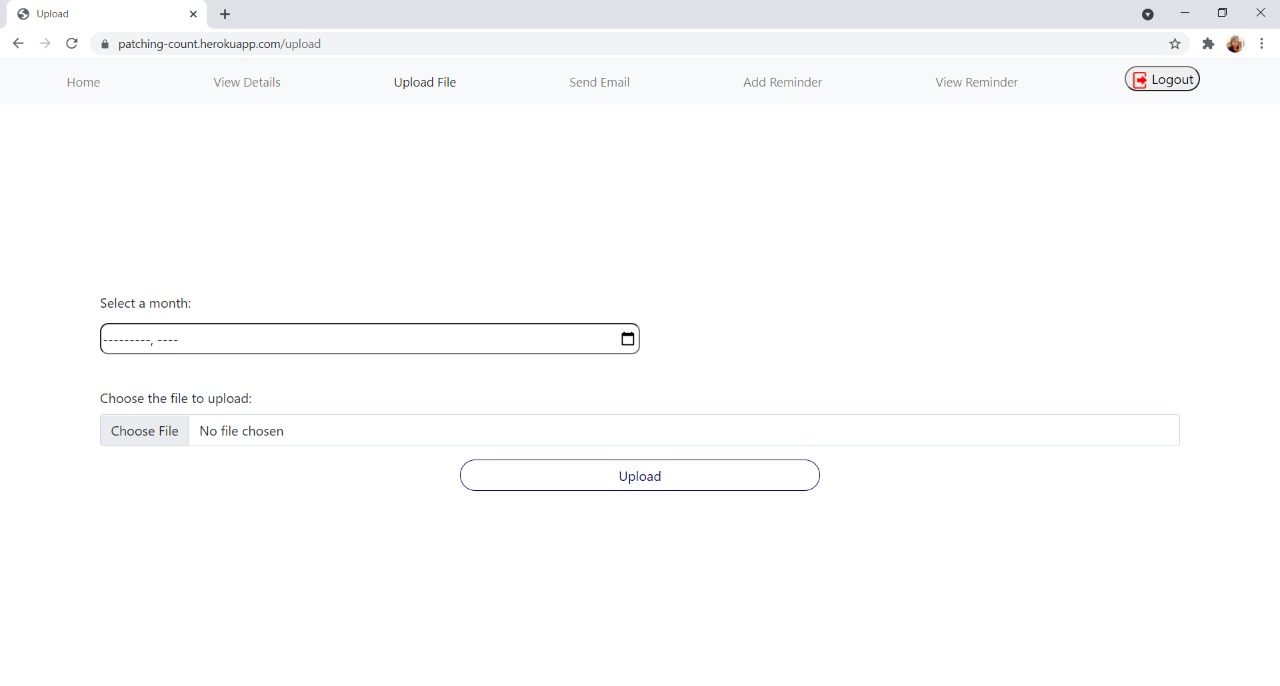 Upload
patching-count.herokuapp.com/upload
Home View Details Upload File Send Email Add Reminder View Reminder Logout
Select a month:
---------, ----
Choose the file to upload:
Choose File No file chosen
Upload